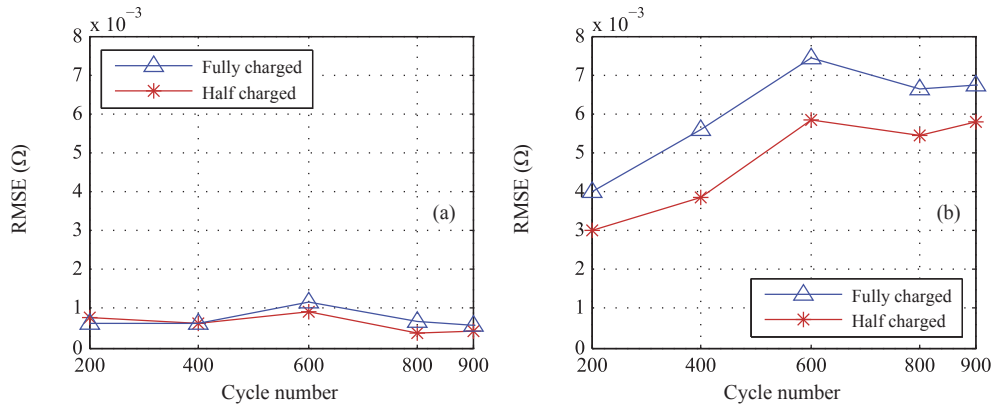 x 10⁻³
8
7
6
5
4
3
2
1
0
RMSE (Ω)
Fully charged
Half charged
(a)
200 400 600 800 900
Cycle number
x 10⁻³
8
7
6
5
4
3
2
1
0
RMSE (Ω)
(b)
Fully charged
Half charged
200 400 600 800 900
Cycle number